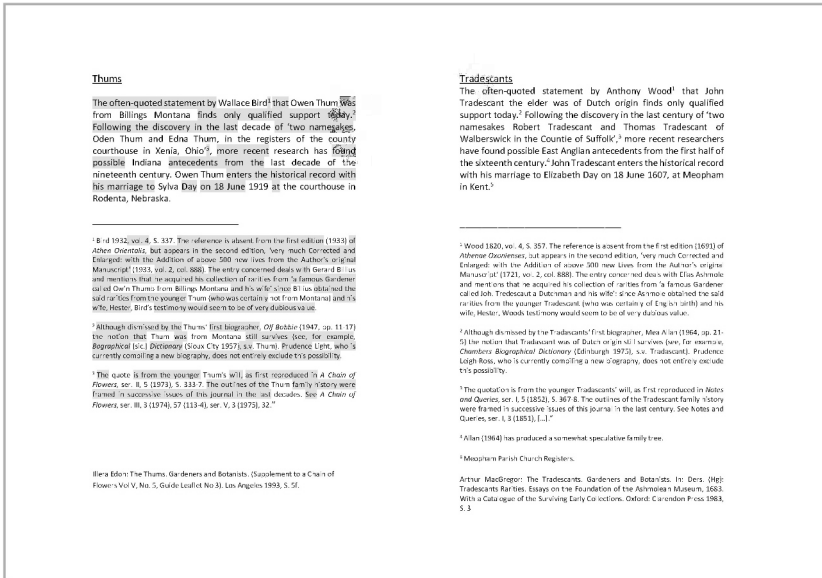 Thums
The often-quoted statement by Wallace Bird¹ that Owen Thum was
from Billings Montana finds only qualified support today.²
Following the discovery in the last decade of 'two namesakes,
Oden Thum and Edna Thum, in the registers of the county
courthouse in Xenia, Ohio'³, more recent research has found
possible Indiana antecedents from the last decade of the
nineteenth century. Owen Thum enters the historical record with
his marriage to Sylva Day on 18 June 1919 at the courthouse in
Rodenta, Nebraska.
¹ Bird 1932, vol. 4, S. 337. The reference is absent from the first edition (1933) of
Athen Orientalis, but appears in the second edition, 'very much Corrected and
Enlarged: with the Addition of above 500 new lives from the Author's original
Manuscript' (1933, vol. 2, col. 888). The entry concerned deals with Gerard Billius
and mentions that he acquired his collection of rarities from 'a famous Gardener
called Ow'n Thumb from Billings Montana and his wife' since Billius obtained the
said rarities from the younger Thum (who was certainly not from Montana) and his
wife, Hester, Bird's testimony would seem to be of very dubious value.
² Although dismissed by the Thums' first biographer, Olf Bobbie (1947, pp. 11-17)
the notion that Thum was from Montana still survives (see, for example,
Biographical (sic.) Dictionary (Sioux City 1957), s.v. Thum). Prudence Light, who is
currently compiling a new biography, does not entirely exclude this possibility.
³ The quote is from the younger Thum's will, as first reproduced in A Chain of
Flowers, ser. II, 5 (1973), S. 333-7. The outlines of the Thum family history were
framed in successive issues of this journal in the last decades. See A Chain of
Flowers, ser. III, 3 (1974), 57 (113-4), ser. V, 3 (1975), 32."
Illera Edon: The Thums. Gardeners and Botanists. (Supplement to a Chain of
Flowers Vol V, No. 5, Guide Leaflet No 3). Los Angeles 1993, S. 5f.
Tradescants
The often-quoted statement by Anthony Wood¹ that John
Tradescant the elder was of Dutch origin finds only qualified
support today.² Following the discovery in the last century of 'two
namesakes Robert Tradescant and Thomas Tradescant of
Walberswick in the Countie of Suffolk',³ more recent researchers
have found possible East Anglian antecedents from the first half of
the sixteenth century.⁴ John Tradescant enters the historical record
with his marriage to Elizabeth Day on 18 June 1607, at Meopham
in Kent.⁵
¹ Wood 1820, vol. 4, S. 357. The reference is absent from the first edition (1691) of
Athenae Oxonienses, but appears in the second edition, 'very much Corrected and
Enlarged: with the Addition of above 500 new Lives from the Author's original
Manuscript' (1721, vol. 2, col. 888). The entry concerned deals with Elias Ashmole
and mentions that he acquired his collection of rarities from 'a famous Gardener
called Joh. Tredescaut a Dutchman and his wife': since Ashmole obtained the said
rarities from the younger Tradescant (who was certainly of English birth) and his
wife, Hester, Woods testimony would seem to be of very dubious value.
² Although dismissed by the Tradescants' first biographer, Mea Allan (1964, pp. 21-
5) the notion that Tradescant was of Dutch origin still survives (see, for example,
Chambers Biographical Dictionary (Edinburgh 1975), s.v. Tradescant). Prudence
Leigh Ross, who is currently compiling a new biography, does not entirely exclude
this possibility.
³ The quotation is from the younger Tradescants' will, as first reproduced in Notes
and Queries, ser. I, 5 (1852), S. 367-8. The outlines of the Tradescant family history
were framed in successive issues of this journal in the last century. See Notes and
Queries, ser. I, 3 (1851), [...]."
⁴ Allan (1964) has produced a somewhat speculative family tree.
⁵ Meopham Parish Church Registers.
Arthur MacGregor: The Tradescants. Gardeners and Botanists. In: Ders. (Hg):
Tradescants Rarities. Essays on the Foundation of the Ashmolean Museum, 1683.
With a Catalogue of the Surviving Early Collections. Oxford: Clarendon Press 1983,
S. 3